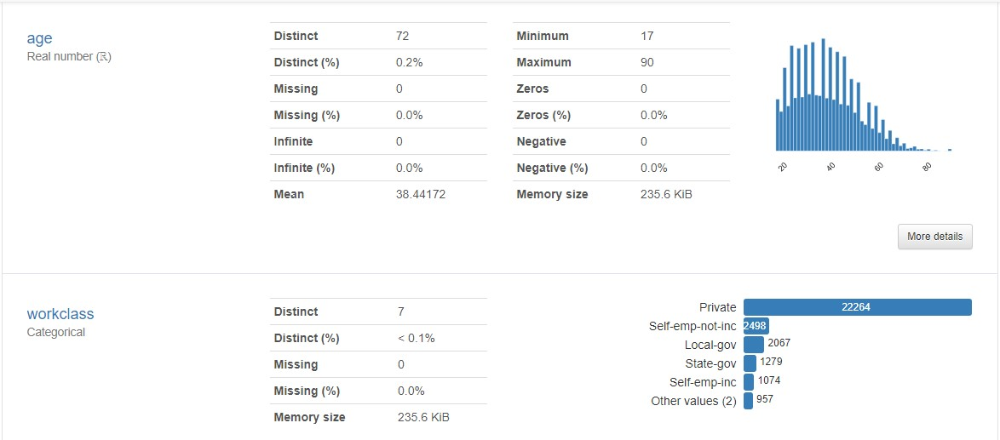 age
Real number (ℝ)
Distinct 72
Distinct (%) 0.2%
Missing 0
Missing (%) 0.0%
Infinite 0
Infinite (%) 0.0%
Mean 38.44172
Minimum 17
Maximum 90
Zeros 0
Zeros (%) 0.0%
Negative 0
Negative (%) 0.0%
Memory size 235.6 KiB
20 40 60 80
More details
workclass
Categorical
Distinct 7
Distinct (%) < 0.1%
Missing 0
Missing (%) 0.0%
Memory size 235.6 KiB
Private 22264
Self-emp-not-inc 2498
Local-gov 2067
State-gov 1279
Self-emp-inc 1074
Other values (2) 957